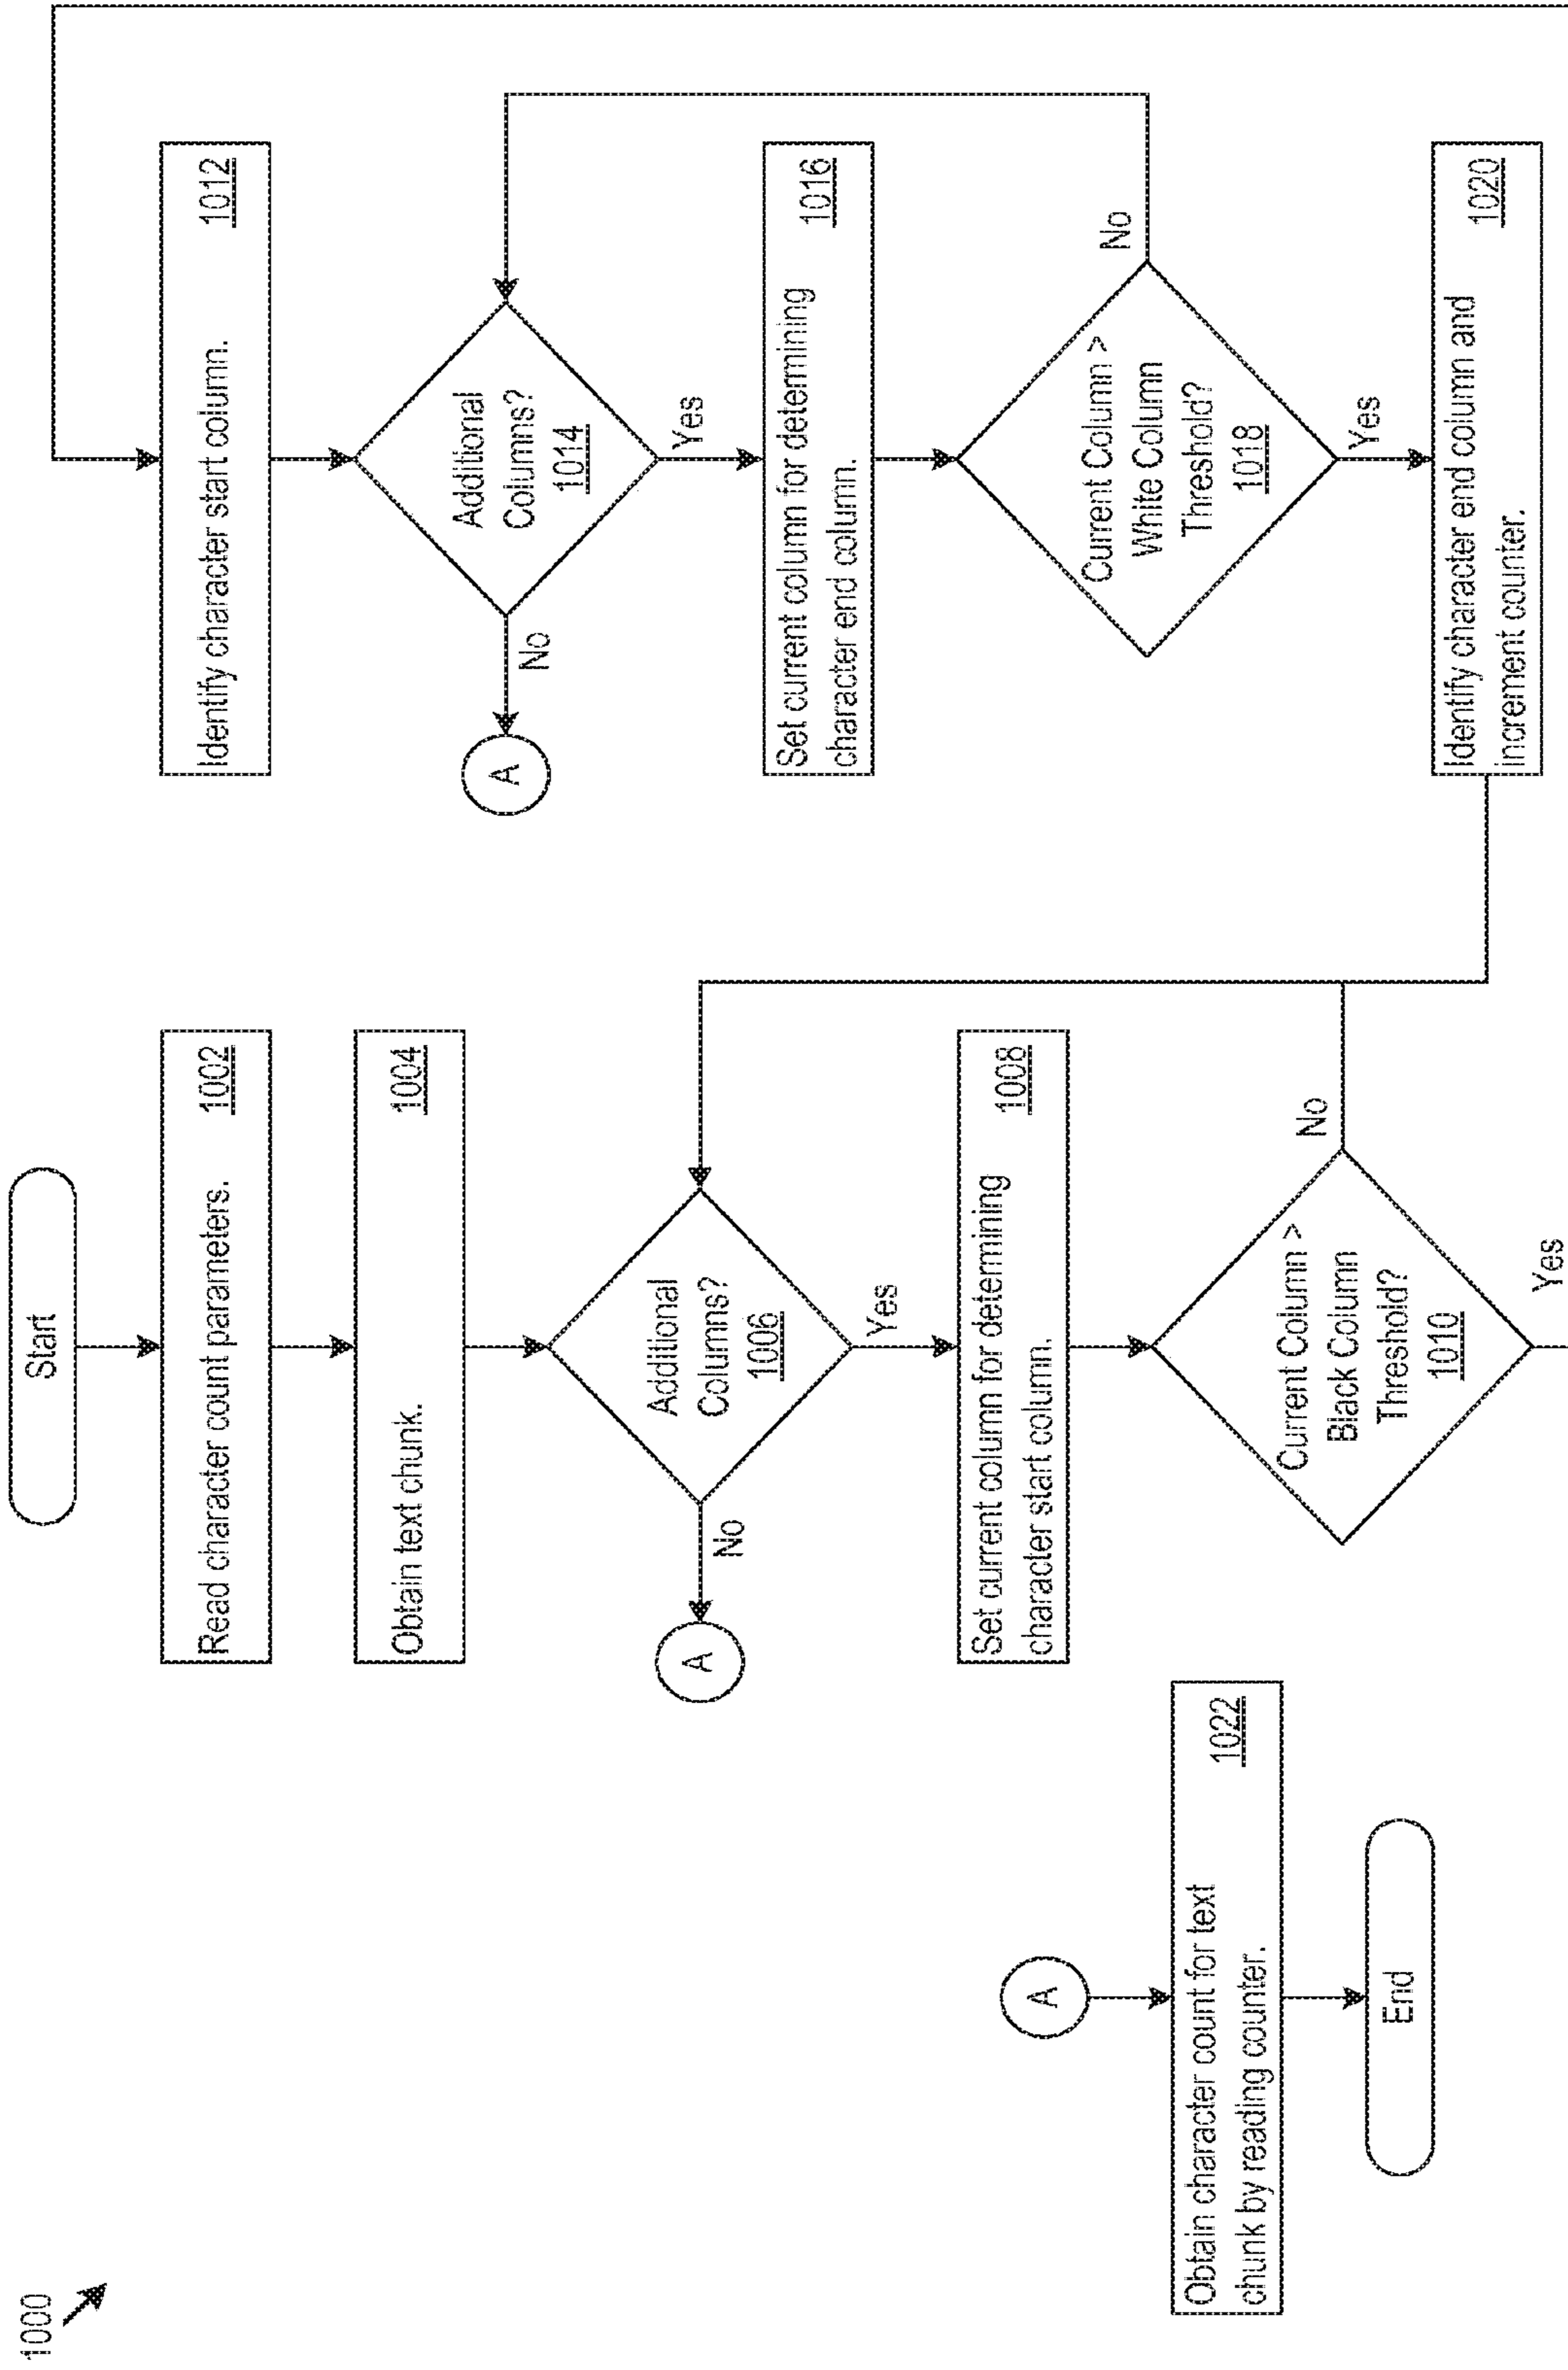 1000
Start
Read character count parameters.
1002
Obtain text chunk.
1004
Additional
Columns?
1006
No
A
Yes
Set current column for determining
character start column.
1008
Current Column >
Black Column
Threshold?
1010
No
Yes
Identify character start column.
1012
Additional
Columns?
1014
No
A
Yes
Set current column for determining
character end column.
1016
Current Column >
White Column
Threshold?
1018
No
Yes
Identify character end column and
increment counter.
1020
A
Obtain character count for text
chunk by reading counter.
1022
End